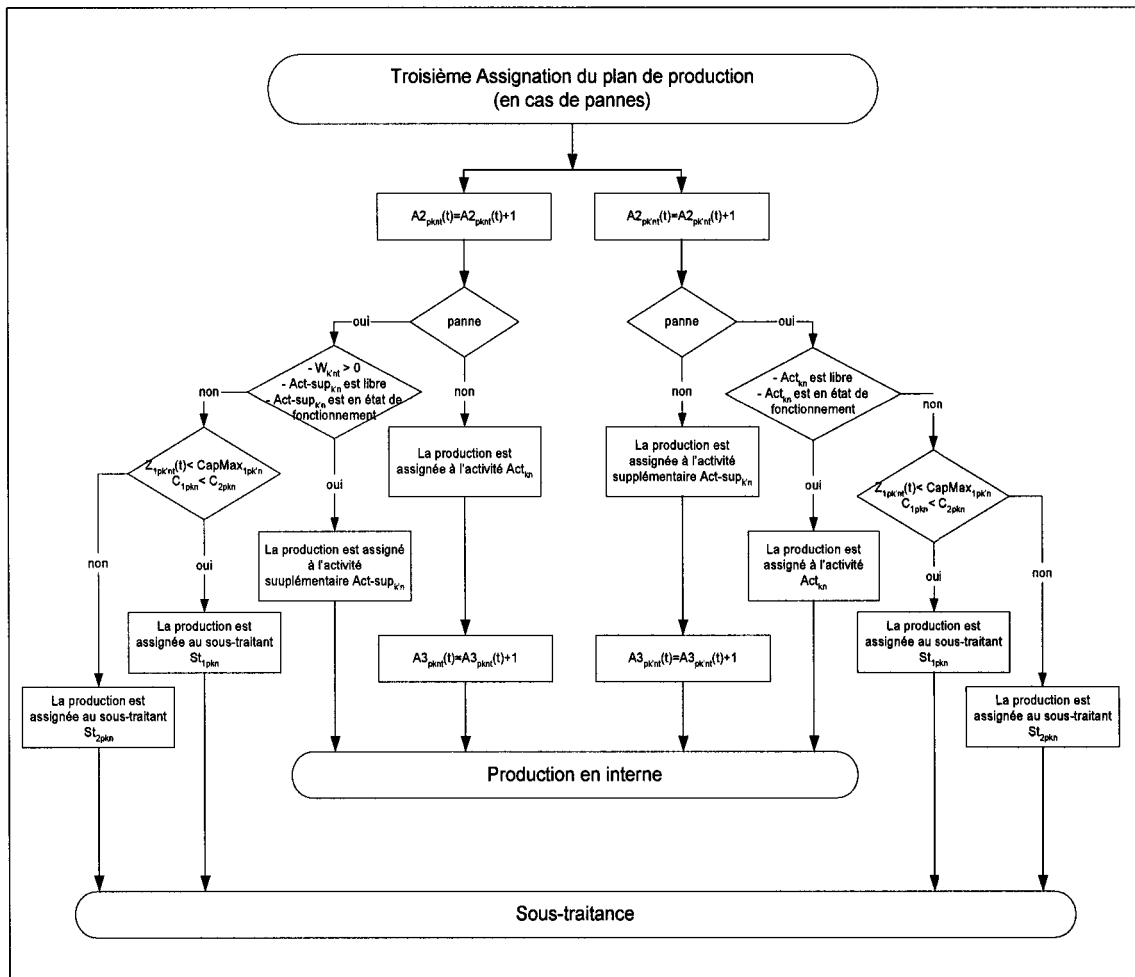 Troisième Assignation du plan de production
(en cas de pannes)
A2pknt(t)=A2pknt(t)+1
A2pk'nt(t)=A2pk'nt(t)+1
oui
panne
non
panne
oui
non
- Wk'nt > 0
- Act-supk'n est libre
- Act-supk'n est en état de
fonctionnement
non
oui
- Actkn est libre
- Actkn est en état de
fonctionnement
non
oui
La production est
assignée à l'activité Actkn
La production est
assignée à l'activité
supplémentaire Act-supk'n
Z1pk'nt(t)< CapMax1pk'n
C1pkn < C2pkn
non
oui
Z1pk'nt(t)< CapMax1pk'n
C1pkn < C2pkn
oui
non
La production est assigné
à l'activité
suuplémentaire Act-supk'n
La production est
assigné à l'activité
Actkn
La production est
assignée au sous-traitant
St1pkn
A3pknt(t)=A3pknt(t)+1
A3pk'nt(t)=A3pk'nt(t)+1
La production est
assignée au sous-traitant
St1pkn
La production est
assignée au sous-traitant
St2pkn
La production est
assignée au sous-traitant
St2pkn
Production en interne
Sous-traitance